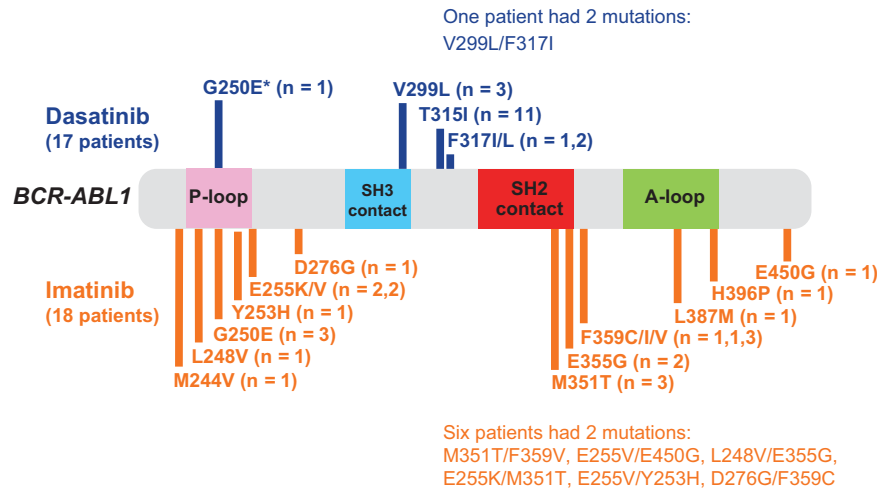 One patient had 2 mutations:
V299L/F317I
G250E* (n = 1)
V299L (n = 3)
Dasatinib
(17 patients)
T315I (n = 11)
F317I/L (n = 1,2)
BCR-ABL1
P-loop
SH3
contact
SH2
contact
A-loop
Imatinib
(18 patients)
D276G (n = 1)
E255K/V (n = 2,2)
Y253H (n = 1)
G250E (n = 3)
L248V (n = 1)
M244V (n = 1)
E450G (n = 1)
H396P (n = 1)
L387M (n = 1)
F359C/I/V (n = 1,1,3)
E355G (n = 2)
M351T (n = 3)
Six patients had 2 mutations:
M351T/F359V, E255V/E450G, L248V/E355G,
E255K/M351T, E255V/Y253H, D276G/F359C